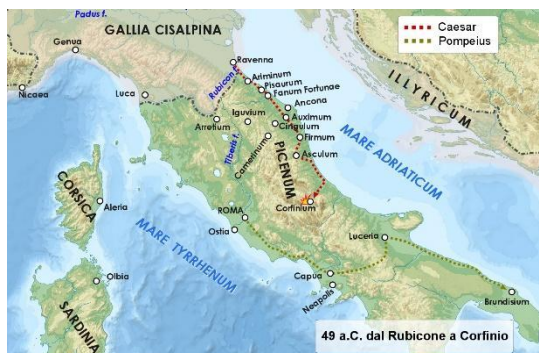 Padus f.
GALLIA CISALPINA
Caesar
Pompeius
Genua
Ravenna
Rubicon f.
Ariminum
Pisaurum
Fanum Fortunae
ILLYRICUM
Nicaea
Luca
Ancona
Arretium
Iguvium
Auximum
Cingulum
Firmum
MARE ADRIATICUM
Tiberis f.
Camerinum
PICENUM
Asculum
CORSICA
Aleria
Corfinium
ROMA
Ostia
Luceria
MARE TYRRHENUM
Capua
Neapolis
Olbia
Brundisium
SARDINIA
49 a.C. dal Rubicone a Corfinio